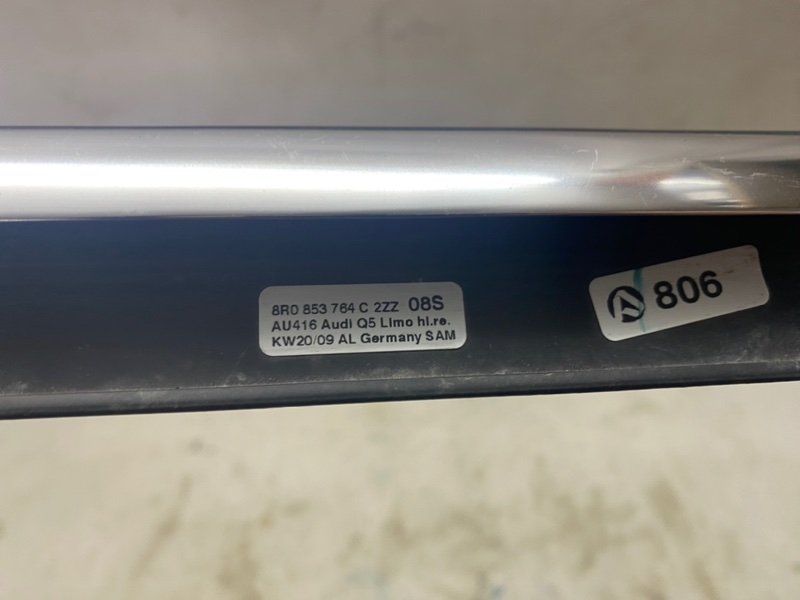 8R0 853 764 C 2ZZ 08S
AU416 Audi Q5 Limo hl.re.
KW20/09 AL Germany SAM
806